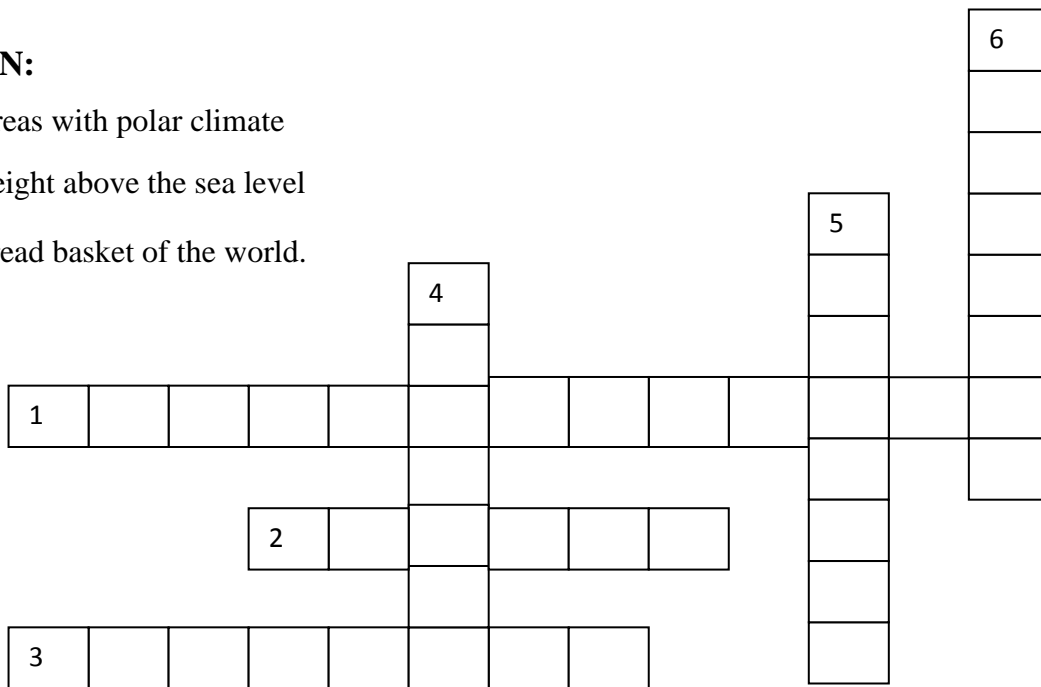 N:
reas with polar climate
eight above the sea level
read basket of the world.
6
5
4
1
2
3